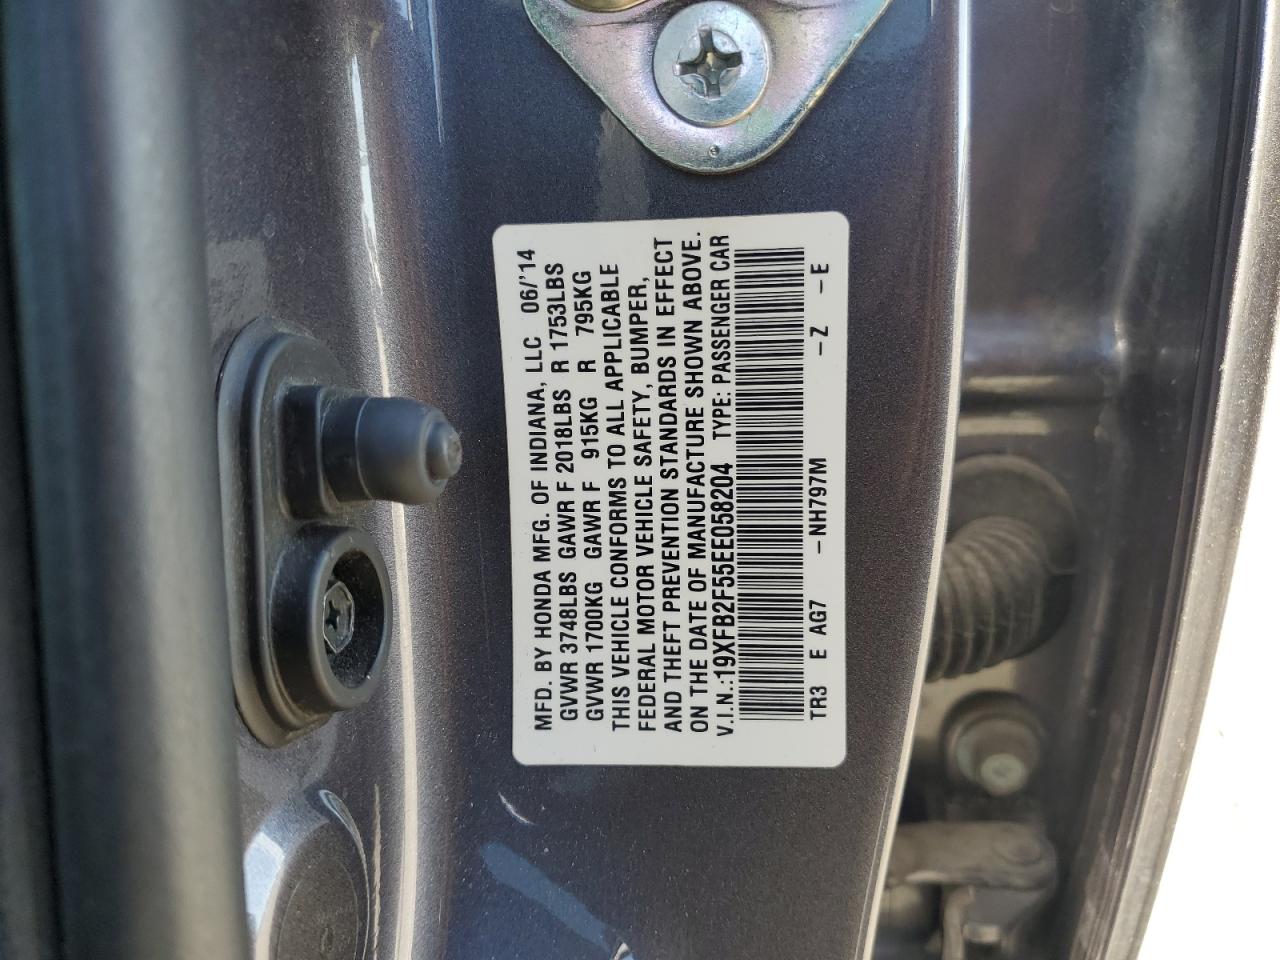 MFD. BY HONDA MFG. OF INDIANA, LLC 06/'14
GVWR 3748LBS GAWR F 2018LBS R 1753LBS
GVWR 1700KG GAWR F 915KG R 795KG
THIS VEHICLE CONFORMS TO ALL APPLICABLE
FEDERAL MOTOR VEHICLE SAFETY, BUMPER,
AND THEFT PREVENTION STANDARDS IN EFFECT
ON THE DATE OF MANUFACTURE SHOWN ABOVE.
V.I.N.:19XFB2F55EE058204 TYPE: PASSENGER CAR
TR3 E AG7 -NH797M -Z -E